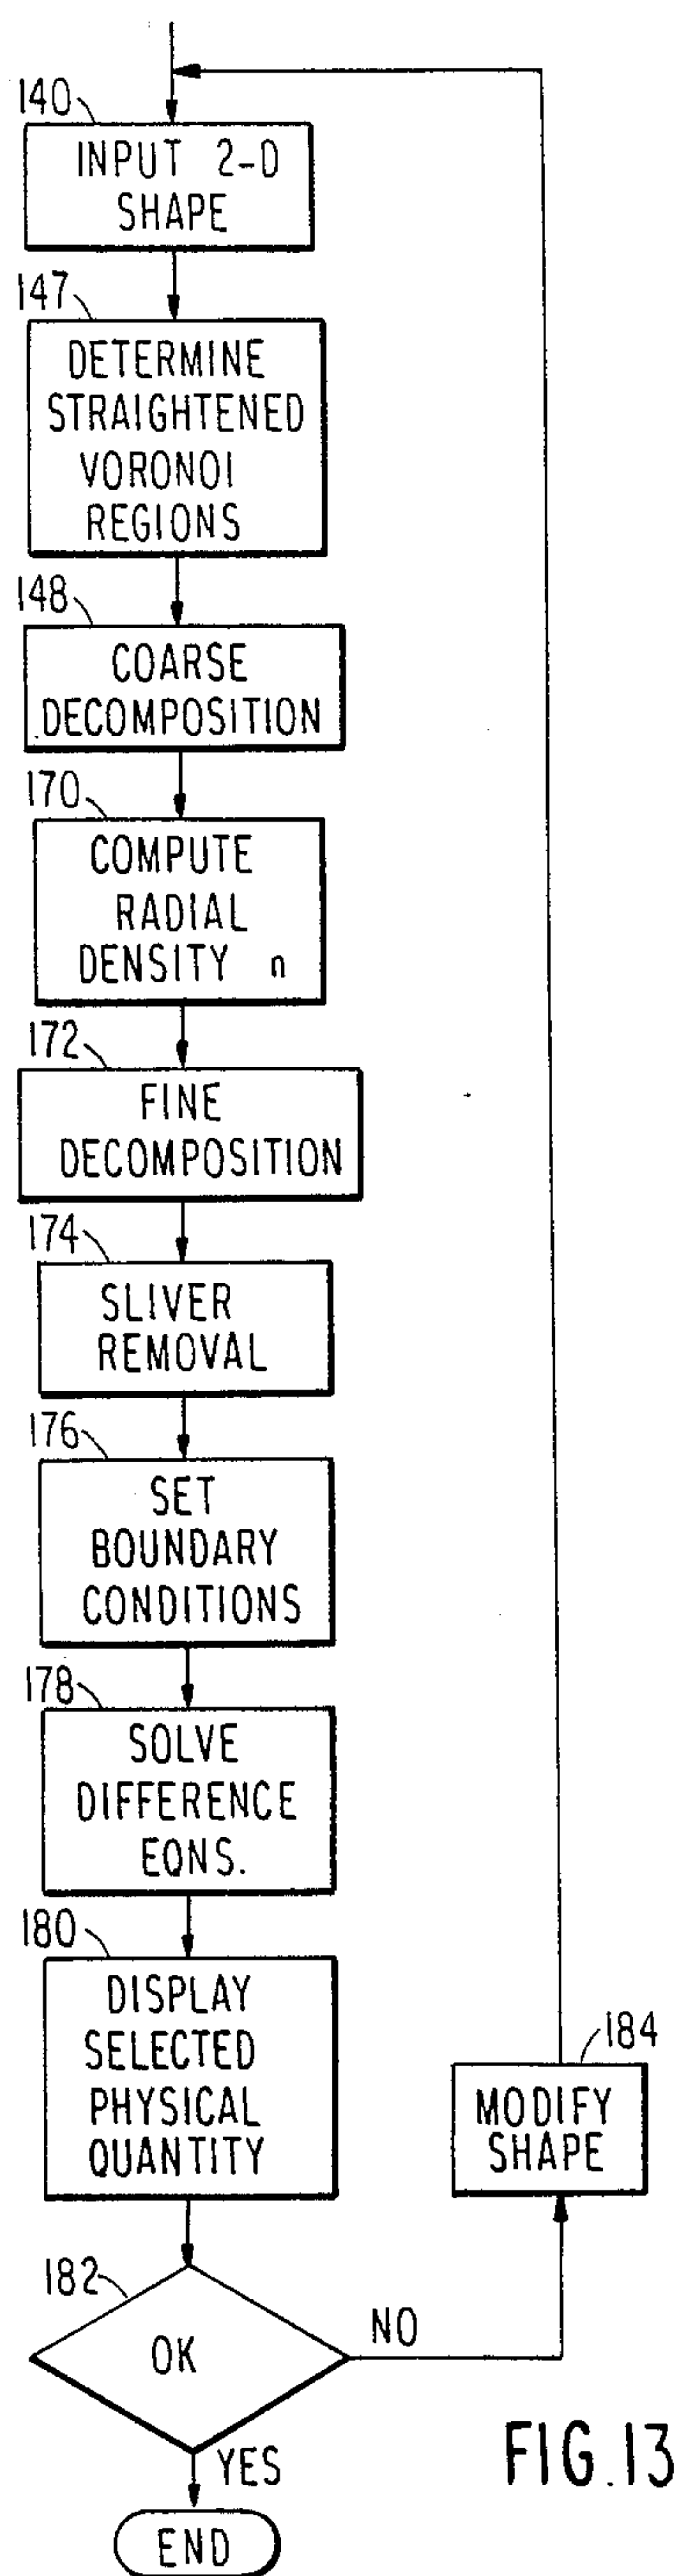 140
INPUT 2-D
SHAPE
147
DETERMINE
STRAIGHTENED
VORONOI
REGIONS
148
COARSE
DECOMPOSITION
170
COMPUTE
RADIAL
DENSITY n
172
FINE
DECOMPOSITION
174
SLIVER
REMOVAL
176
SET
BOUNDARY
CONDITIONS
178
SOLVE
DIFFERENCE
EQNS.
180
DISPLAY
SELECTED
PHYSICAL
QUANTITY
184
MODIFY
SHAPE
182
OK
NO
YES
END
FIG.13